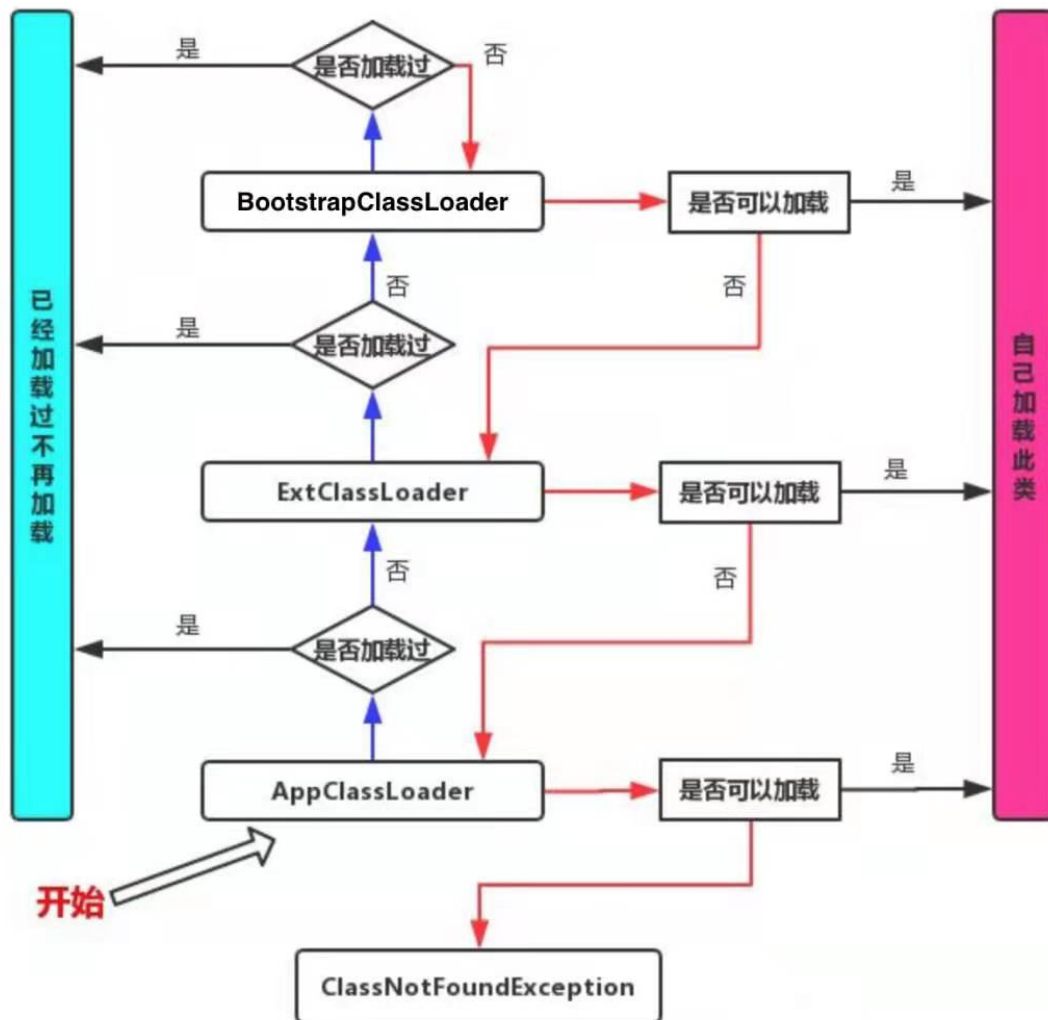 是
是否加载过
否
BootstrapClassLoader
是否可以加载
是
否
否
是
是否加载过
已经加载过不再加载
自己加载此类
ExtClassLoader
是否可以加载
是
否
否
是
是否加载过
AppClassLoader
是否可以加载
是
开始
ClassNotFoundException